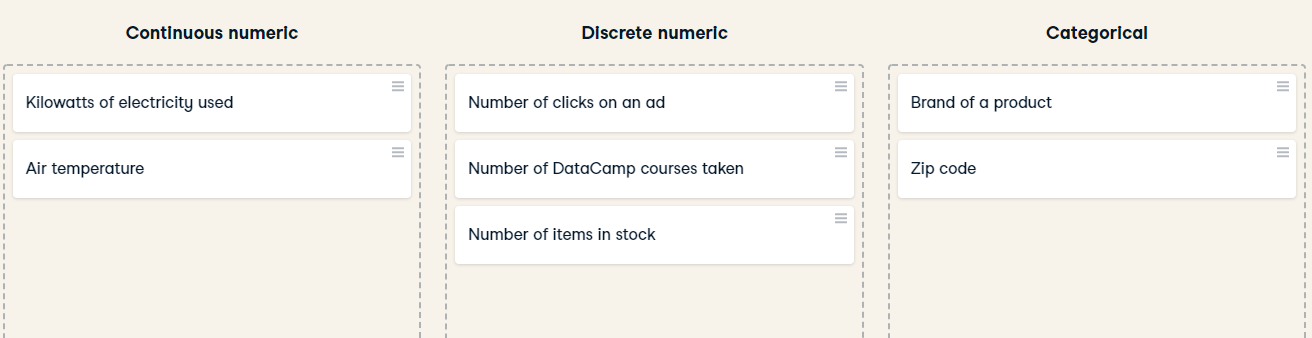 Continuous numeric
Kilowatts of electricity used
Air temperature
Discrete numeric
Number of clicks on an ad
Number of DataCamp courses taken
Number of items in stock
Categorical
Brand of a product
Zip code